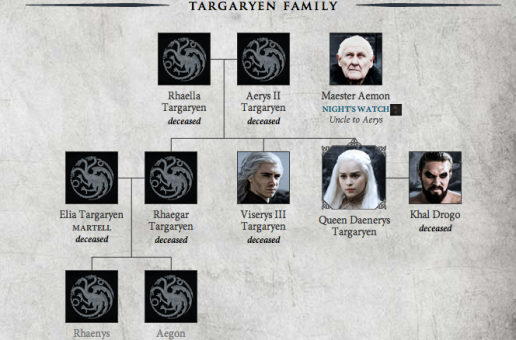 TARGARYEN FAMILY
Rhaella
Targaryen
deceased
Aerys II
Targaryen
deceased
Maester Aemon
NIGHT'S WATCH
Uncle to Aerys
Elia Targaryen
MARTELL
deceased
Rhaegar
Targaryen
deceased
Viserys III
Targaryen
deceased
Queen Daenerys
Targaryen
Khal Drogo
deceased
Rhaenys
Aegon